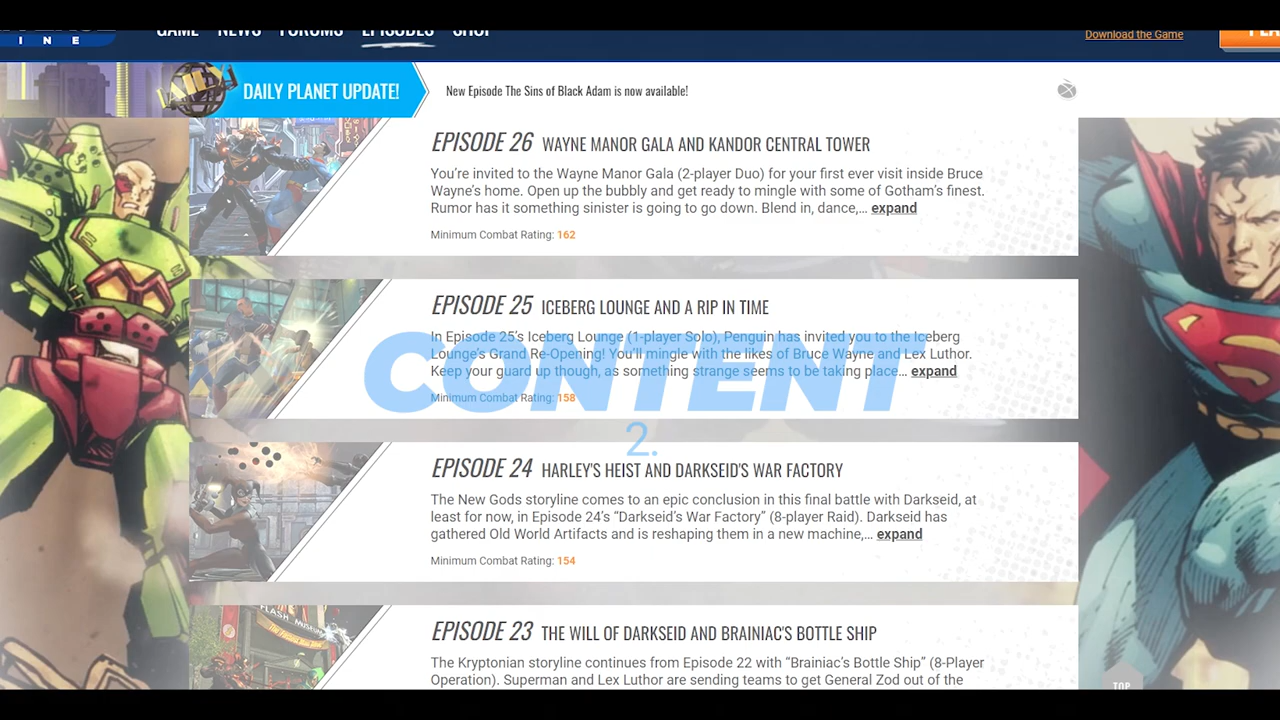 I N E
GAME NEWS FORUMS EPISODES SHOP
Download the Game
DAILY PLANET UPDATE!
New Episode The Sins of Black Adam is now available!
EPISODE 26 WAYNE MANOR GALA AND KANDOR CENTRAL TOWER
You're invited to the Wayne Manor Gala (2-player Duo) for your first ever visit inside Bruce
Wayne's home. Open up the bubbly and get ready to mingle with some of Gotham's finest.
Rumor has it something sinister is going to go down. Blend in, dance,... expand
Minimum Combat Rating: 162
EPISODE 25 ICEBERG LOUNGE AND A RIP IN TIME
In Episode 25's Iceberg Lounge (1-player Solo), Penguin has invited you to the Iceberg
Lounge's Grand Re-Opening! You'll mingle with the likes of Bruce Wayne and Lex Luthor.
Keep your guard up though, as something strange seems to be taking place... expand
Minimum Combat Rating: 158
CONTENT
2.
EPISODE 24 HARLEY'S HEIST AND DARKSEID'S WAR FACTORY
The New Gods storyline comes to an epic conclusion in this final battle with Darkseid, at
least for now, in Episode 24's “Darkseid's War Factory” (8-player Raid). Darkseid has
gathered Old World Artifacts and is reshaping them in a new machine,... expand
Minimum Combat Rating: 154
EPISODE 23 THE WILL OF DARKSEID AND BRAINIAC'S BOTTLE SHIP
The Kryptonian storyline continues from Episode 22 with “Brainiac's Bottle Ship” (8-Player
Operation). Superman and Lex Luthor are sending teams to get General Zod out of the
TOP